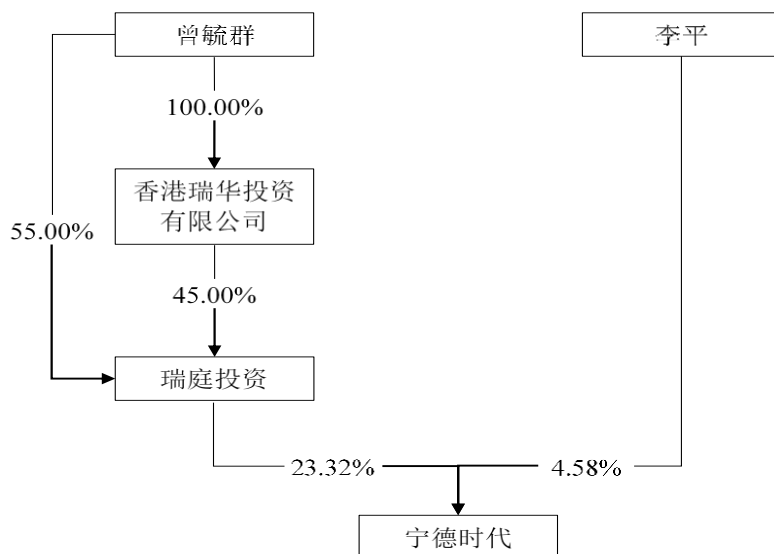 曾毓群
李平
100.00%
香港瑞华投资
有限公司
55.00%
45.00%
瑞庭投资
23.32%
4.58%
宁德时代